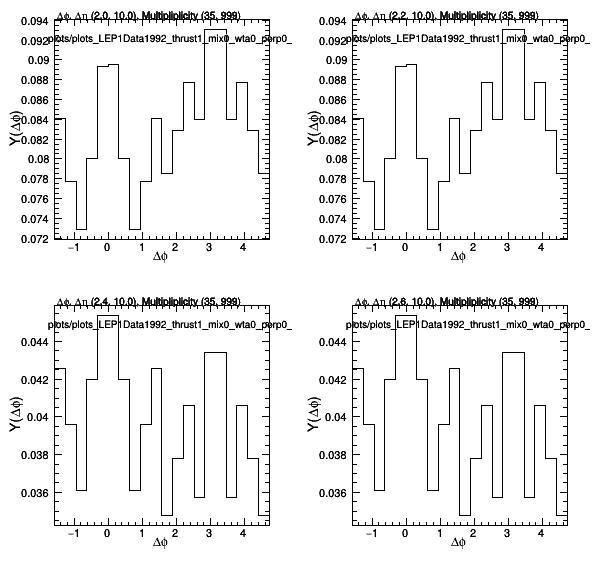 Δϕ, Δη (2.0, 10.0), Multipliplicity (35, 999)
plots/plots_LEP1Data1992_thrust1_mix0_wta0_perp0_
Y(Δϕ)
0.094
0.092
0.09
0.088
0.086
0.084
0.082
0.08
0.078
0.076
0.074
0.072
−1 0 1 2 3 4
Δϕ
Δϕ, Δη (2.2, 10.0), Multipliplicity (35, 999)
plots/plots_LEP1Data1992_thrust1_mix0_wta0_perp0_
Y(Δϕ)
0.094
0.092
0.09
0.088
0.086
0.084
0.082
0.08
0.078
0.076
0.074
0.072
−1 0 1 2 3 4
Δϕ
Δϕ, Δη (2.4, 10.0), Multipliplicity (35, 999)
plots/plots_LEP1Data1992_thrust1_mix0_wta0_perp0_
Y(Δϕ)
0.044
0.042
0.04
0.038
0.036
−1 0 1 2 3 4
Δϕ
Δϕ, Δη (2.6, 10.0), Multipliplicity (35, 999)
plots/plots_LEP1Data1992_thrust1_mix0_wta0_perp0_
Y(Δϕ)
0.044
0.042
0.04
0.038
0.036
−1 0 1 2 3 4
Δϕ